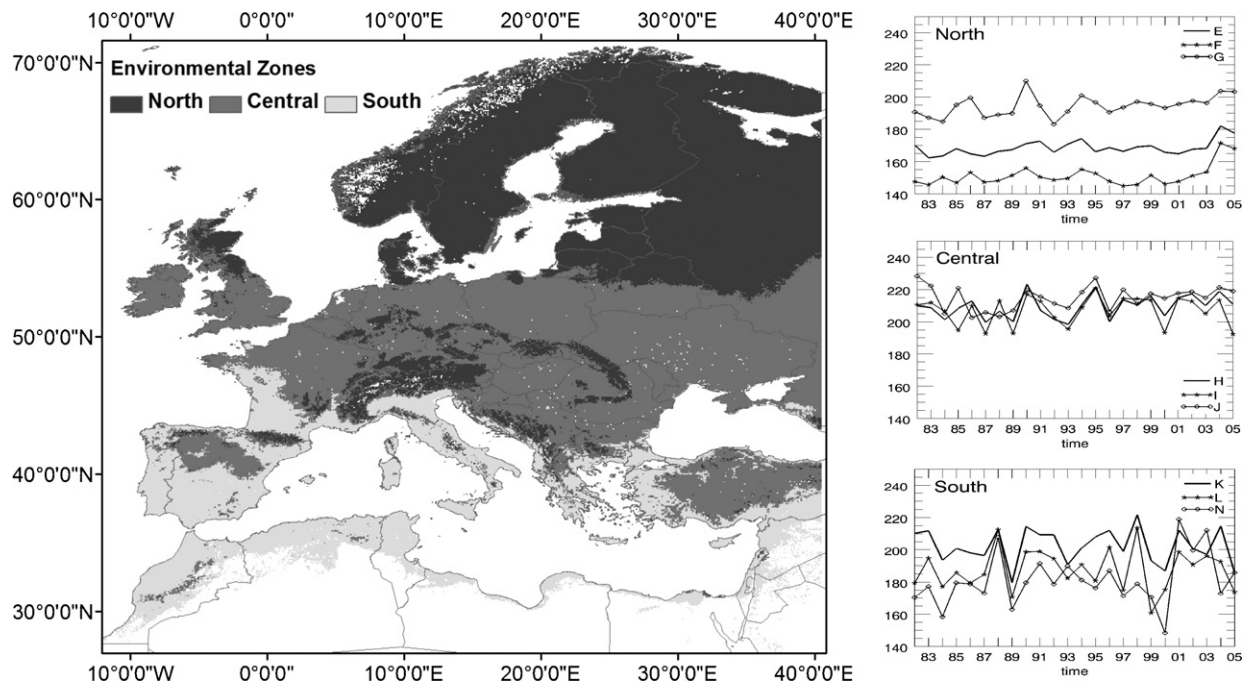 10°0'0"W 0°0'0" 10°0'0"E 20°0'0"E 30°0'0"E
70°0'0"N
60°0'0"N
50°0'0"N
40°0'0"N
30°0'0"N
Environmental Zones
North Central South
12°0'0"W 0°0'0" 10°0'0"E 20°0'0"E 30°0'0"E 40°0'0"E
North
E
F
G
240
220
200
180
160
140
83 85 87 89 91 93 95 97 99 01 03 05
time
Central
H
I
J
240
220
200
180
160
140
83 85 87 89 91 93 95 97 99 01 03 05
time
South
K
L
N
240
220
200
180
160
140
83 85 87 89 91 93 95 97 99 01 03 05
time